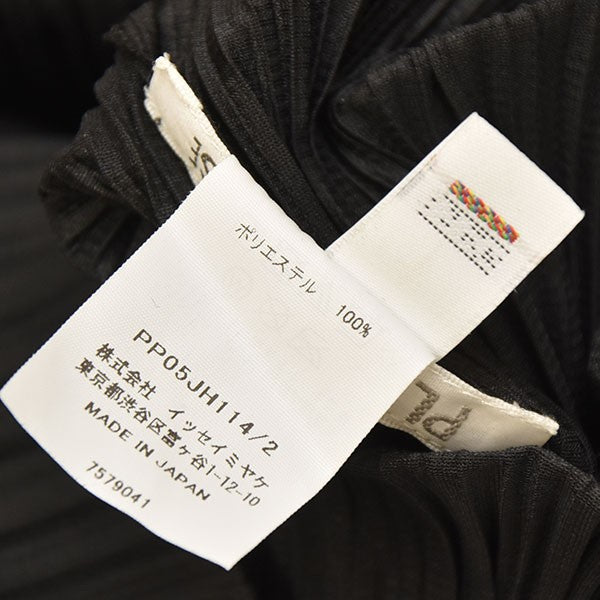 ポリエステル 100%
PP05JH114/2
株式会社 イッセイミヤケ
東京都渋谷区富ヶ谷1-12-10
MADE IN JAPAN
7579041